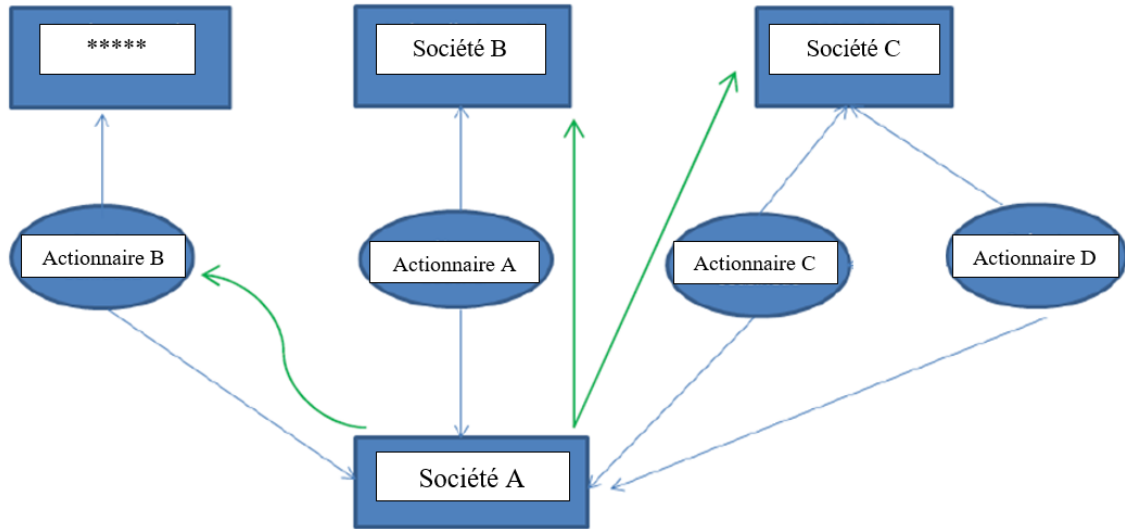 *****
Société B
Société C
Actionnaire B
Actionnaire A
Actionnaire C
Actionnaire D
Société A